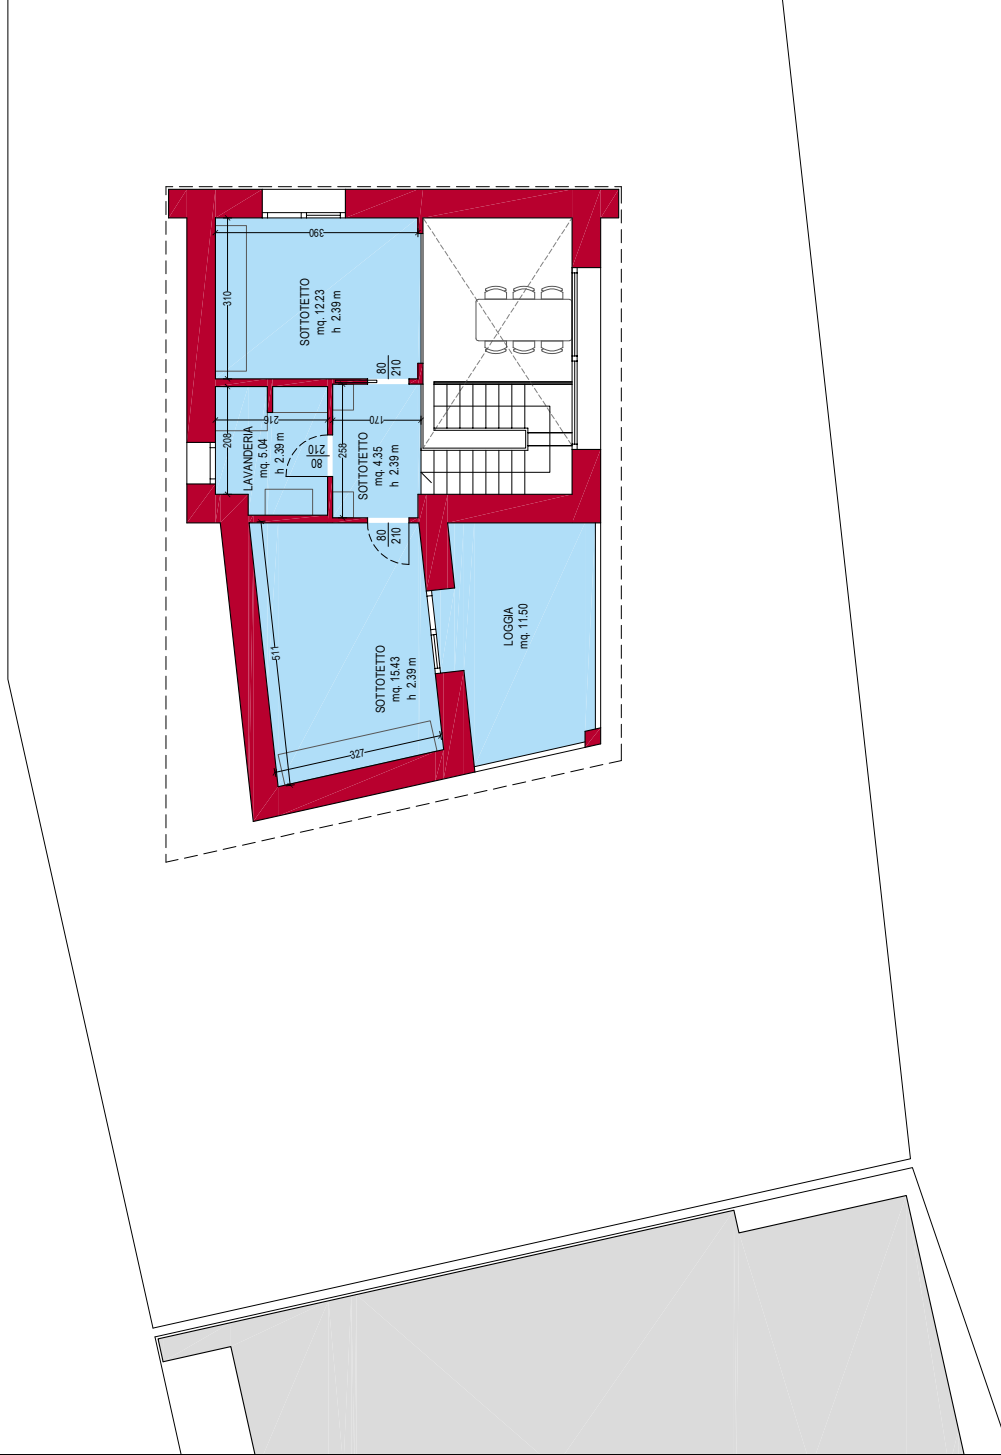 390
310
SOTTOTETTO
mq. 12.23
h 2.39 m
80
210
216
208
LAVANDERIA
mq. 5.04
h 2.39 m
80
210
170
258
SOTTOTETTO
mq. 4.35
h 2.39 m
80
210
511
SOTTOTETTO
mq. 15.43
h 2.39 m
327
LOGGIA
mq. 11.50